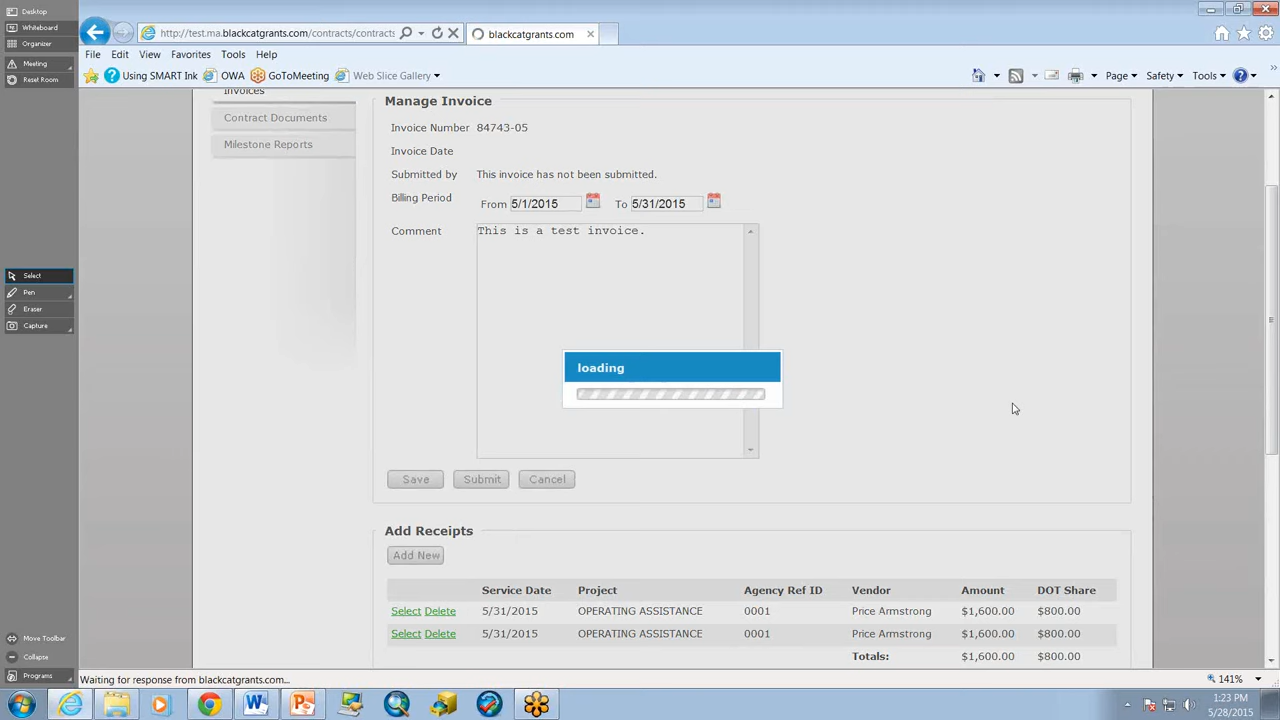 Desktop
Whiteboard
Organizer
Meeting
Reset Room
Select
Pen
Eraser
Capture
Move Toolbar
Collapse
Programs
http://test.ma.blackcatgrants.com/contracts/contracts
blackcatgrants.com
File Edit View Favorites Tools Help
Using SMART Ink OWA GoToMeeting Web Slice Gallery
Page Safety Tools
Invoices
Contract Documents
Milestone Reports
Manage Invoice
Invoice Number 84743-05
Invoice Date
Submitted by This invoice has not been submitted.
Billing Period From 5/1/2015 To 5/31/2015
Comment This is a test invoice.
loading
Save Submit Cancel
Add Receipts
Add New
Service Date Project Agency Ref ID Vendor Amount DOT Share
Select Delete 5/31/2015 OPERATING ASSISTANCE 0001 Price Armstrong $1,600.00 $800.00
Select Delete 5/31/2015 OPERATING ASSISTANCE 0001 Price Armstrong $1,600.00 $800.00
Totals: $1,600.00 $800.00
Waiting for response from blackcatgrants.com...
141%
1:23 PM
5/28/2015